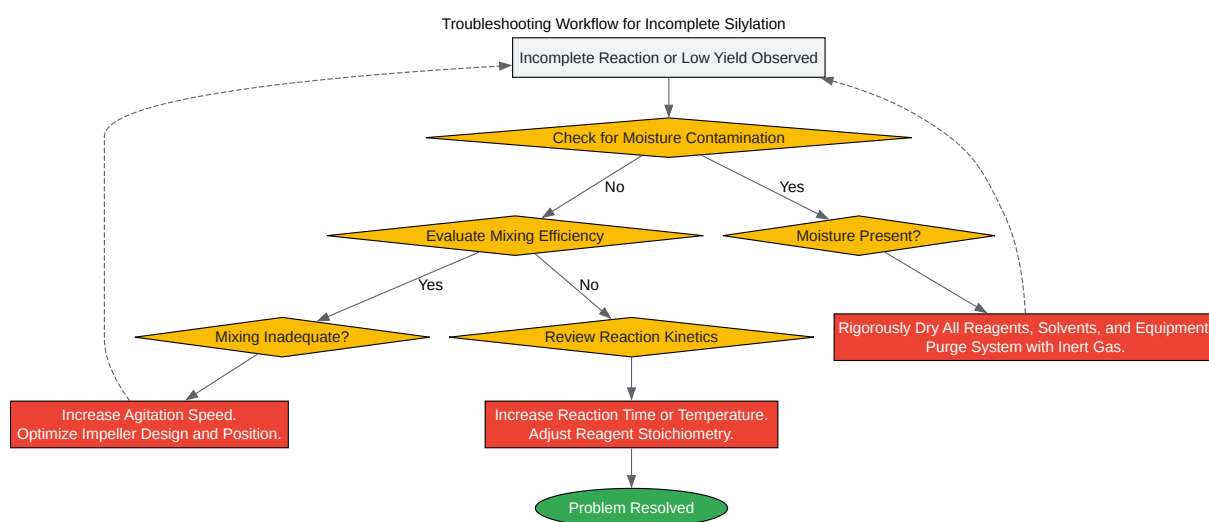 Troubleshooting Workflow for Incomplete Silylation
Incomplete Reaction or Low Yield Observed
Check for Moisture Contamination
No
Yes
Evaluate Mixing Efficiency
Moisture Present?
Yes
No
Mixing Inadequate?
Review Reaction Kinetics
Rigorously Dry All Reagents, Solvents, and Equipment
Purge System with Inert Gas.
Increase Agitation Speed.
Optimize Impeller Design and Position.
Increase Reaction Time or Temperature.
Adjust Reagent Stoichiometry.
Problem Resolved